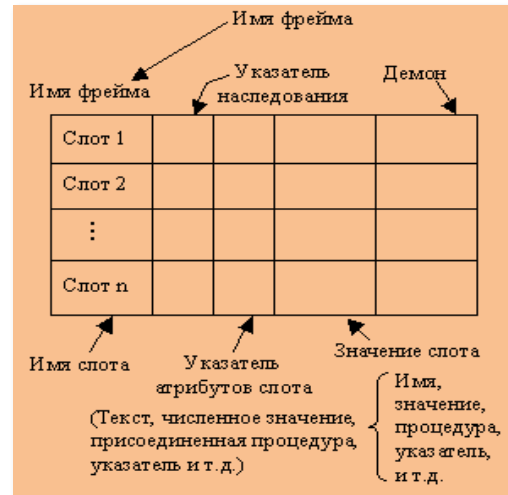 Имя фрейма
Указатель
наследования
Демон
Имя фрейма
Слот 1
Слот 2
⋮
Слот n
Имя слота
Указатель
атрибутов слота
(Текст, численное значение,
присоединенная процедура,
указатель и т.д.)
Значение слота
Имя,
значение,
процедура,
указатель,
и т.д.